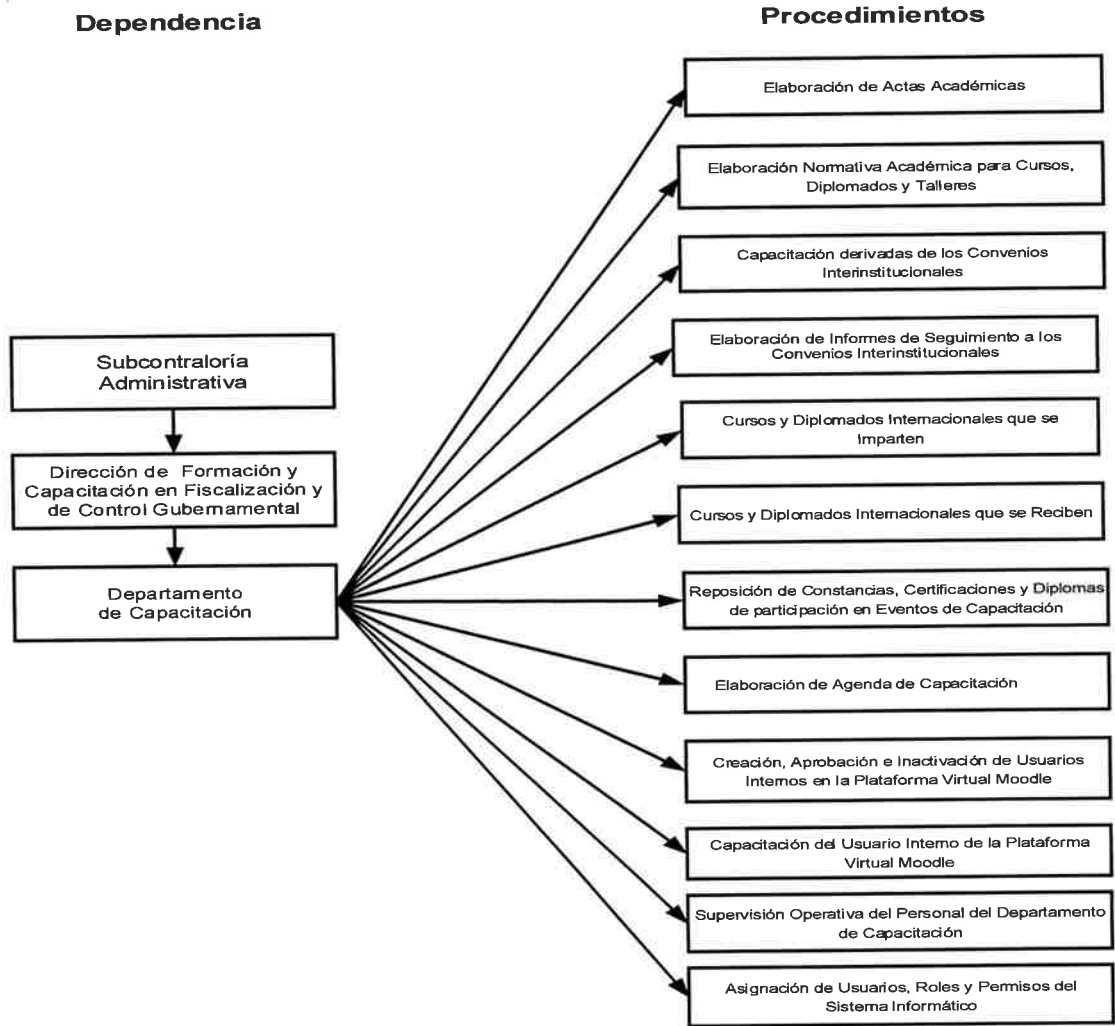 Dependencia
Procedimientos
Subcontraloría
Administrativa
Dirección de Formación y
Capacitación en Fiscalización y
de Control Gubernamental
Departamento
de Capacitación
Elaboración de Actas Académicas
Elaboración Normativa Académica para Cursos,
Diplomados y Talleres
Capacitación derivadas de los Convenios
Interinstitucionales
Elaboración de Informes de Seguimiento a los
Convenios Interinstitucionales
Cursos y Diplomados Internacionales que se
Imparten
Cursos y Diplomados Internacionales que se Reciben
Reposición de Constancias, Certificaciones y Diplomas
de participación en Eventos de Capacitación
Elaboración de Agenda de Capacitación
Creación, Aprobación e Inactivación de Usuarios
Internos en la Plataforma Virtual Moodle
Capacitación del Usuario Interno de la Plataforma
Virtual Moodle
Supervisión Operativa del Personal del Departamento
de Capacitación
Asignación de Usuarios, Roles y Permisos del
Sistema Informático